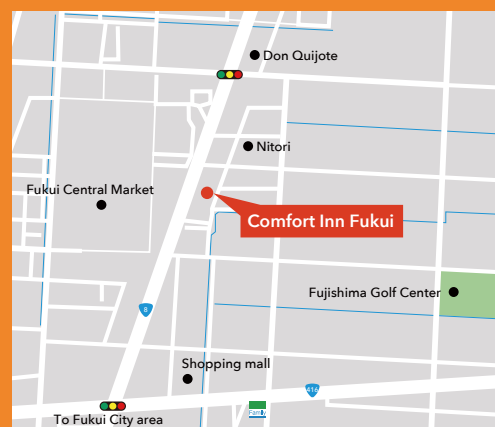 Don Quijote
Nitori
Fukui Central Market
Comfort Inn Fukui
Fujishima Golf Center
8
Shopping mall
416
Family
To Fukui City area